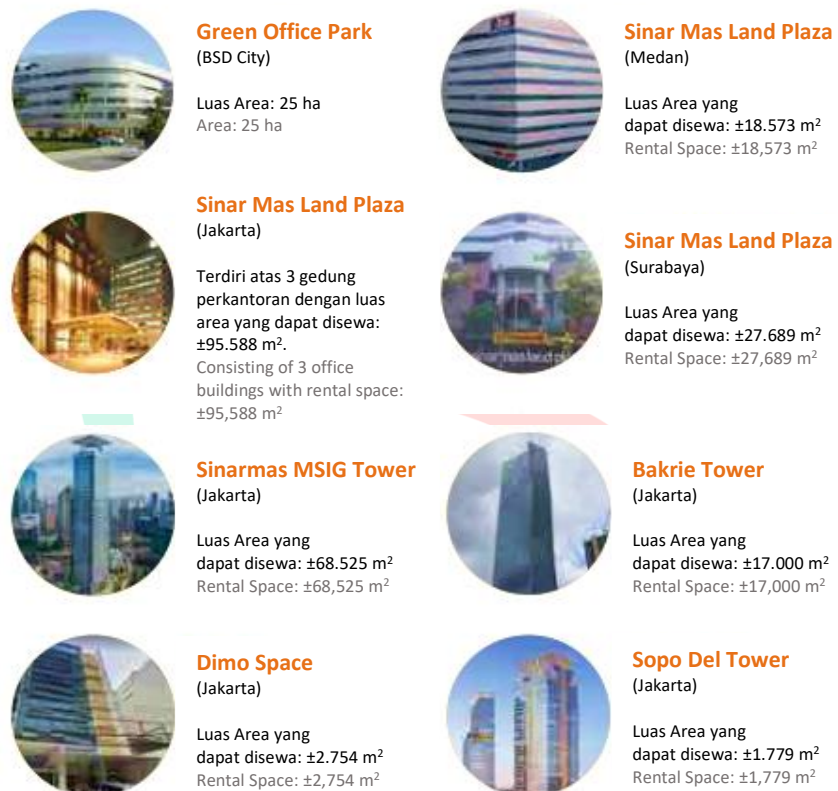 Green Office Park
(BSD City)
Luas Area: 25 ha
Area: 25 ha
Sinar Mas Land Plaza
(Medan)
Luas Area yang
dapat disewa: ±18.573 m²
Rental Space: ±18,573 m²
Sinar Mas Land Plaza
(Jakarta)
Terdiri atas 3 gedung
perkantoran dengan luas
area yang dapat disewa:
±95.588 m².
Consisting of 3 office
buildings with rental space:
±95,588 m²
Sinar Mas Land Plaza
(Surabaya)
Luas Area yang
dapat disewa: ±27.689 m²
Rental Space: ±27,689 m²
Sinarmas MSIG Tower
(Jakarta)
Luas Area yang
dapat disewa: ±68.525 m²
Rental Space: ±68,525 m²
Bakrie Tower
(Jakarta)
Luas Area yang
dapat disewa: ±17.000 m²
Rental Space: ±17,000 m²
Dimo Space
(Jakarta)
Luas Area yang
dapat disewa: ±2.754 m²
Rental Space: ±2,754 m²
Sopo Del Tower
(Jakarta)
Luas Area yang
dapat disewa: ±1.779 m²
Rental Space: ±1,779 m²